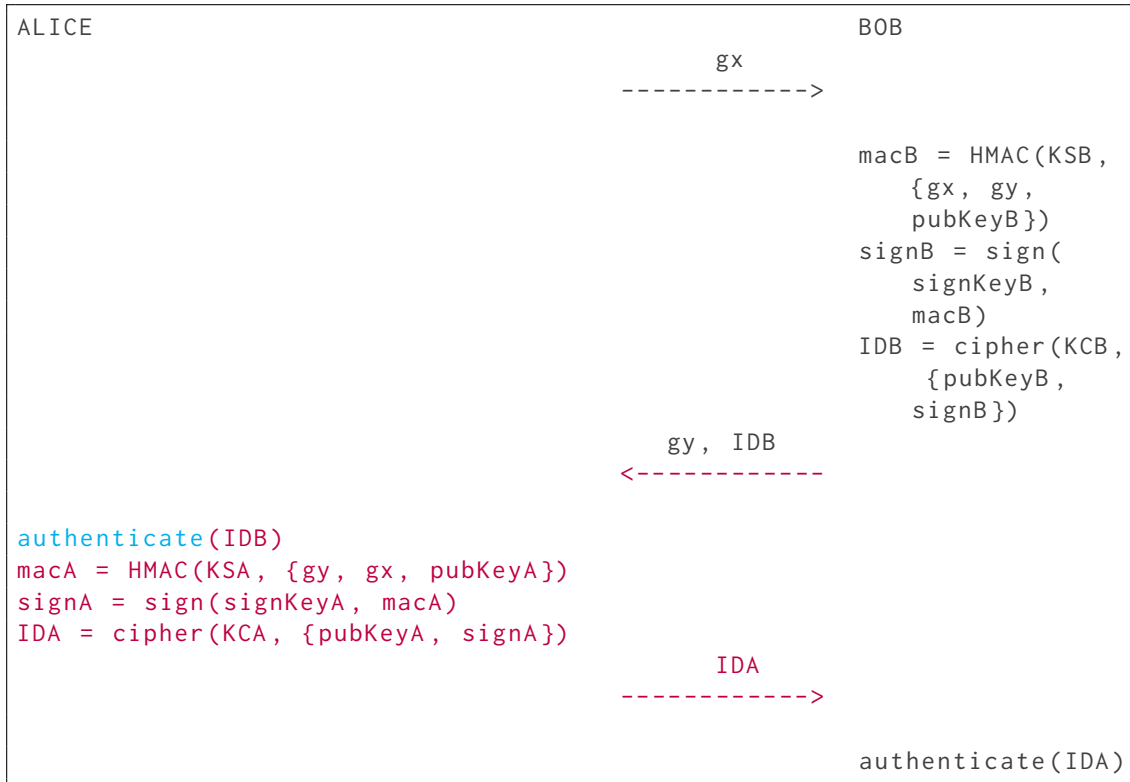 ALICE BOB
gx
------------>
macB = HMAC(KSB,
{gx, gy,
pubKeyB})
signB = sign(
signKeyB,
macB)
IDB = cipher(KCB,
{pubKeyB,
signB})
gy, IDB
<------------
authenticate(IDB)
macA = HMAC(KSA, {gy, gx, pubKeyA})
signA = sign(signKeyA, macA)
IDA = cipher(KCA, {pubKeyA, signA})
IDA
------------>
authenticate(IDA)